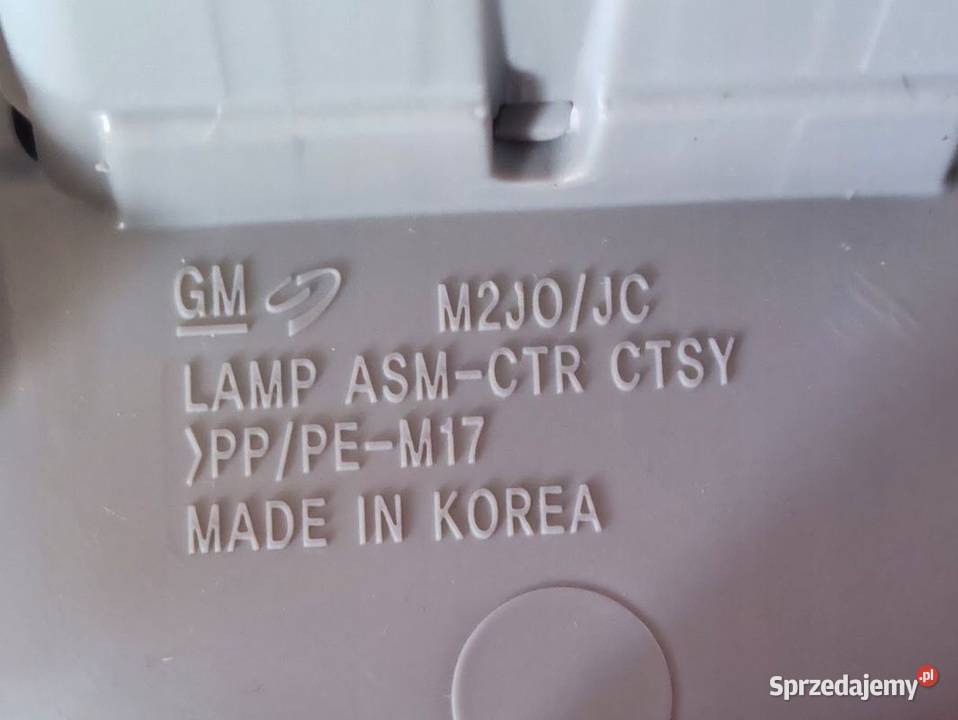 GM M2JO/JC
LAMP ASM-CTR CTSY
>PP/PE-M17
MADE IN KOREA
Sprzedajemy.pl